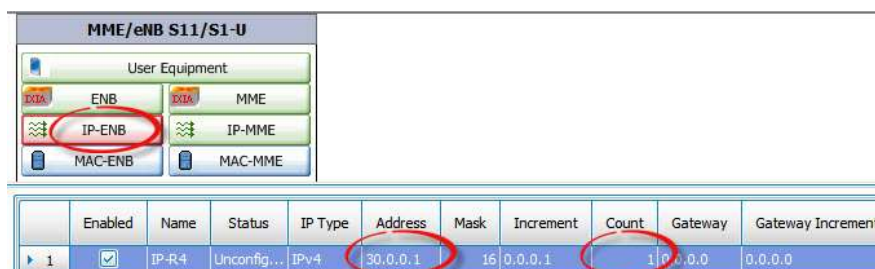 MME/eNB S11/S1-U
User Equipment
IXIA ENB IXIA MME
IP-ENB IP-MME
MAC-ENB MAC-MME
Enabled Name Status IP Type Address Mask Increment Count Gateway Gateway Increment
1 IP-R4 Unconfig... IPv4 30.0.0.1 16 0.0.0.1 1 0.0.0.0 0.0.0.0